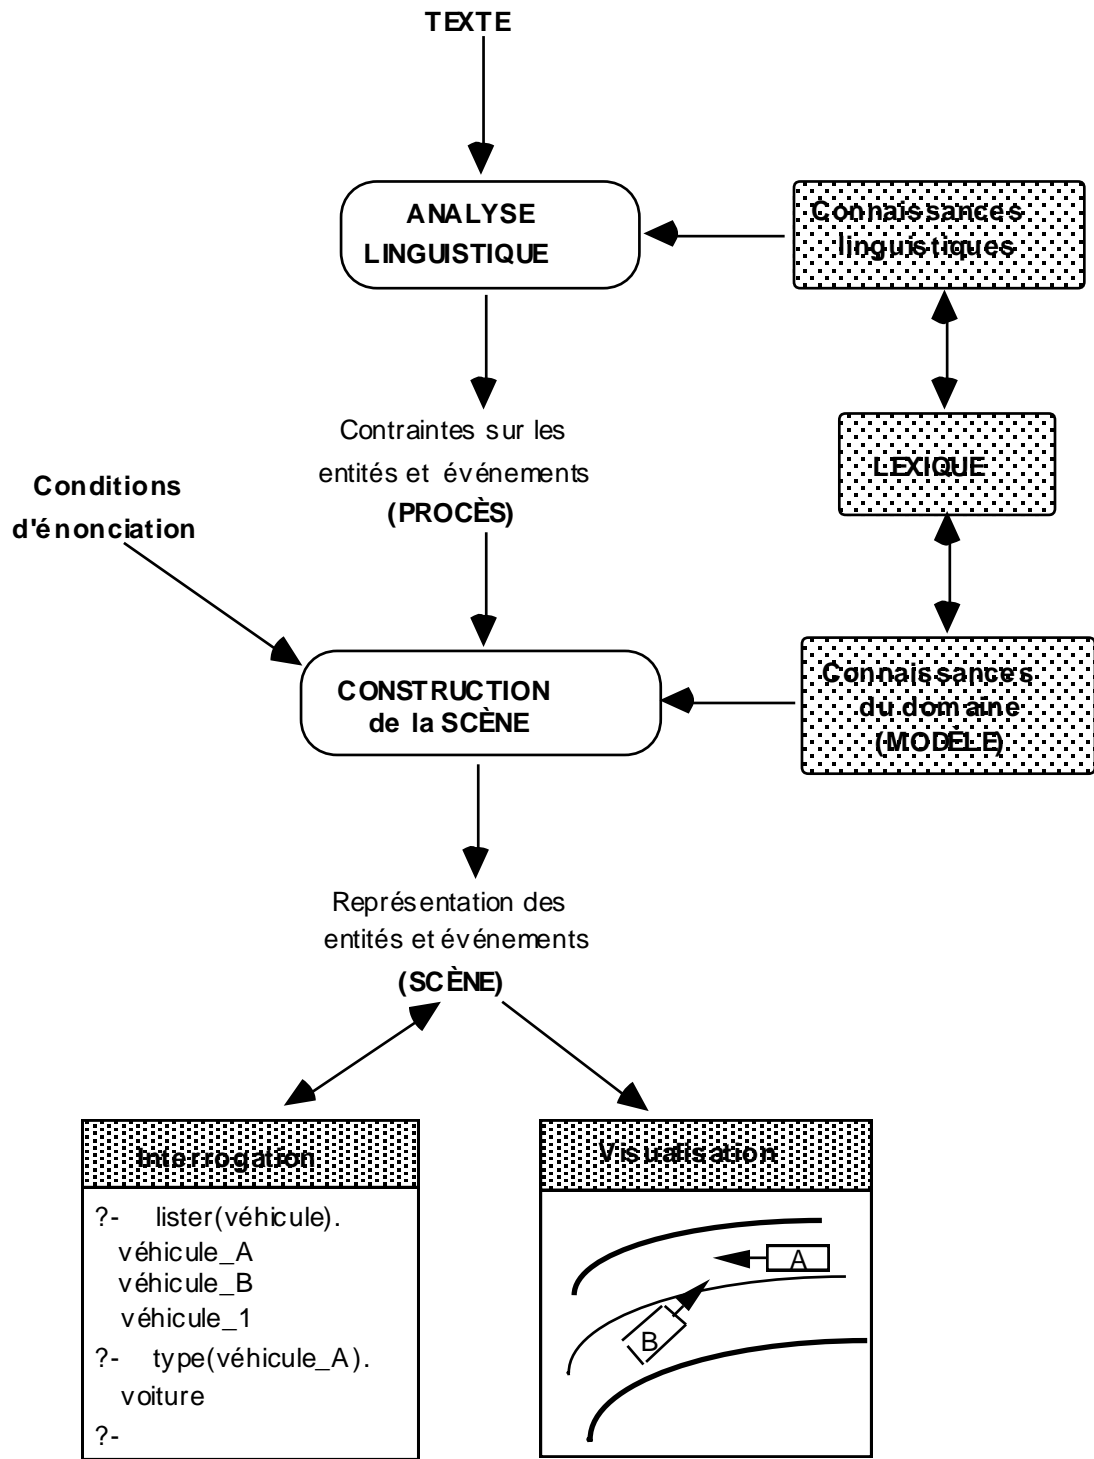 TEXTE
ANALYSE
LINGUISTIQUE
Connaissances
linguistiques
Contraintes sur les
entités et événements
(PROCÈS)
LEXIQUE
Conditions
d'énonciation
CONSTRUCTION
de la SCÈNE
Connaissances
du domaine
(MODÈLE)
Représentation des
entités et événements
(SCÈNE)
Interrogation
?- lister(véhicule).
véhicule_A
véhicule_B
véhicule_1
?- type(véhicule_A).
voiture
?-
Visualisation
A
B